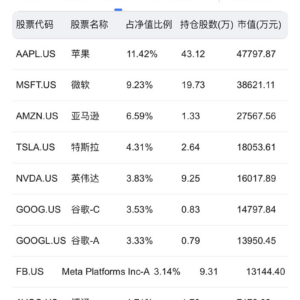 股票代码 股票名称 占净值比例 持仓股数(万) 市值(万元)
AAPL.US 苹果 11.42% 43.12 47797.87
MSFT.US 微软 9.23% 19.73 38621.11
AMZN.US 亚马逊 6.59% 1.33 27567.56
TSLA.US 特斯拉 4.31% 2.64 18053.61
NVDA.US 英伟达 3.83% 9.25 16017.89
GOOG.US 谷歌-C 3.53% 0.83 14797.84
GOOGL.US 谷歌-A 3.33% 0.79 13950.45
FB.US Meta Platforms Inc-A 3.14% 9.31 13144.40